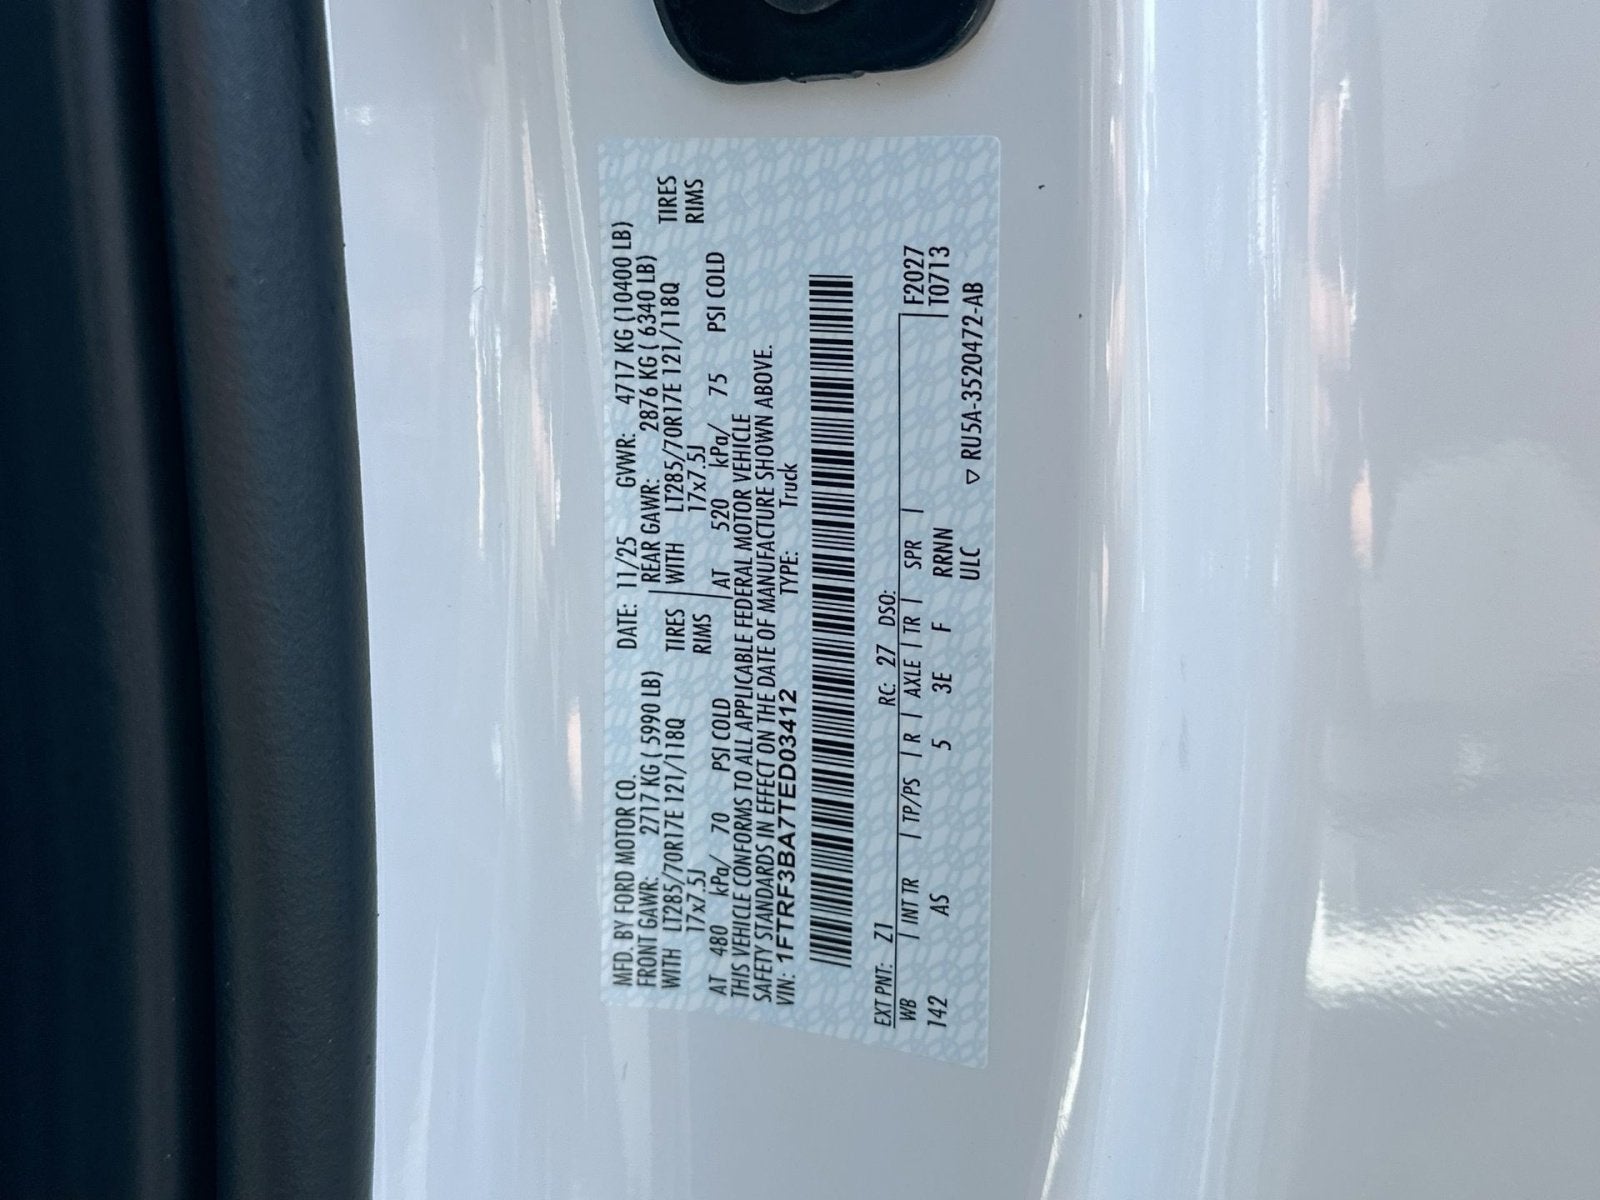 MFD. BY FORD MOTOR CO. DATE: 11/25 GVWR: 4717 KG (10400 LB)
FRONT GAWR: 2717 KG ( 5990 LB) REAR GAWR: 2876 KG ( 6340 LB)
WITH LT285/70R17E 121/118Q TIRES WITH LT285/70R17E 121/118Q TIRES
17x7.5J RIMS 17x7.5J RIMS
AT 480 kPa/ 70 PSI COLD AT 520 kPa/ 75 PSI COLD
THIS VEHICLE CONFORMS TO ALL APPLICABLE FEDERAL MOTOR VEHICLE
SAFETY STANDARDS IN EFFECT ON THE DATE OF MANUFACTURE SHOWN ABOVE.
VIN: 1FTRF3BA7TED03412 TYPE: Truck
EXT PNT: Z1 RC: 27 DSO:
WB INT TR TP/PS R AXLE TR SPR F2027
142 AS 5 3E F RRNN T0713
ULC ▽ RU5A-3520472-AB